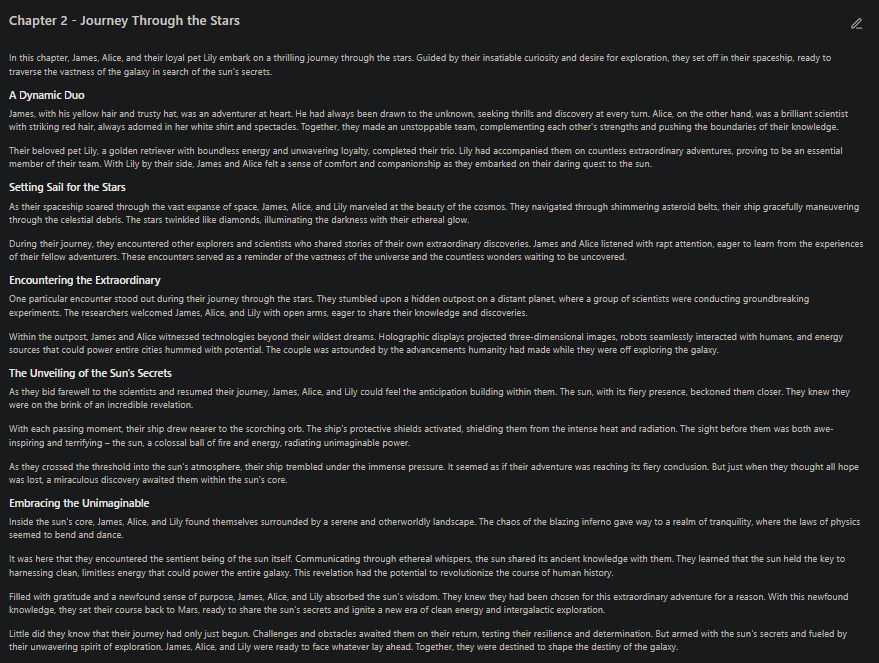 Chapter 2 - Journey Through the Stars
In this chapter, James, Alice, and their loyal pet Lily embark on a thrilling journey through the stars. Guided by their insatiable curiosity and desire for exploration, they set off in their spaceship, ready to
traverse the vastness of the galaxy in search of the sun's secrets.
A Dynamic Duo
James, with his yellow hair and trusty hat, was an adventurer at heart. He had always been drawn to the unknown, seeking thrills and discovery at every turn. Alice, on the other hand, was a brilliant scientist
with striking red hair, always adorned in her white shirt and spectacles. Together, they made an unstoppable team, complementing each other's strengths and pushing the boundaries of their knowledge.
Their beloved pet Lily, a golden retriever with boundless energy and unwavering loyalty, completed their trio. Lily had accompanied them on countless extraordinary adventures, proving to be an essential
member of their team. With Lily by their side, James and Alice felt a sense of comfort and companionship as they embarked on their daring quest to the sun.
Setting Sail for the Stars
As their spaceship soared through the vast expanse of space, James, Alice, and Lily marveled at the beauty of the cosmos. They navigated through shimmering asteroid belts, their ship gracefully maneuvering
through the celestial debris. The stars twinkled like diamonds, illuminating the darkness with their ethereal glow.
During their journey, they encountered other explorers and scientists who shared stories of their own extraordinary discoveries. James and Alice listened with rapt attention, eager to learn from the experiences
of their fellow adventurers. These encounters served as a reminder of the vastness of the universe and the countless wonders waiting to be uncovered.
Encountering the Extraordinary
One particular encounter stood out during their journey through the stars. They stumbled upon a hidden outpost on a distant planet, where a group of scientists were conducting groundbreaking
experiments. The researchers welcomed James, Alice, and Lily with open arms, eager to share their knowledge and discoveries.
Within the outpost, James and Alice witnessed technologies beyond their wildest dreams. Holographic displays projected three-dimensional images, robots seamlessly interacted with humans, and energy
sources that could power entire cities hummed with potential. The couple was astounded by the advancements humanity had made while they were off exploring the galaxy.
The Unveiling of the Sun's Secrets
As they bid farewell to the scientists and resumed their journey, James, Alice, and Lily could feel the anticipation building within them. The sun, with its fiery presence, beckoned them closer. They knew they
were on the brink of an incredible revelation.
With each passing moment, their ship drew nearer to the scorching orb. The ship's protective shields activated, shielding them from the intense heat and radiation. The sight before them was both awe-
inspiring and terrifying – the sun, a colossal ball of fire and energy, radiating unimaginable power.
As they crossed the threshold into the sun's atmosphere, their ship trembled under the immense pressure. It seemed as if their adventure was reaching its fiery conclusion. But just when they thought all hope
was lost, a miraculous discovery awaited them within the sun's core.
Embracing the Unimaginable
Inside the sun's core, James, Alice, and Lily found themselves surrounded by a serene and otherworldly landscape. The chaos of the blazing inferno gave way to a realm of tranquility, where the laws of physics
seemed to bend and dance.
It was here that they encountered the sentient being of the sun itself. Communicating through ethereal whispers, the sun shared its ancient knowledge with them. They learned that the sun held the key to
harnessing clean, limitless energy that could power the entire galaxy. This revelation had the potential to revolutionize the course of human history.
Filled with gratitude and a newfound sense of purpose, James, Alice, and Lily absorbed the sun's wisdom. They knew they had been chosen for this extraordinary adventure for a reason. With this newfound
knowledge, they set their course back to Mars, ready to share the sun's secrets and ignite a new era of clean energy and intergalactic exploration.
Little did they know that their journey had only just begun. Challenges and obstacles awaited them on their return, testing their resilience and determination. But armed with the sun's secrets and fueled by
their unwavering spirit of exploration, James, Alice, and Lily were ready to face whatever lay ahead. Together, they were destined to shape the destiny of the galaxy.